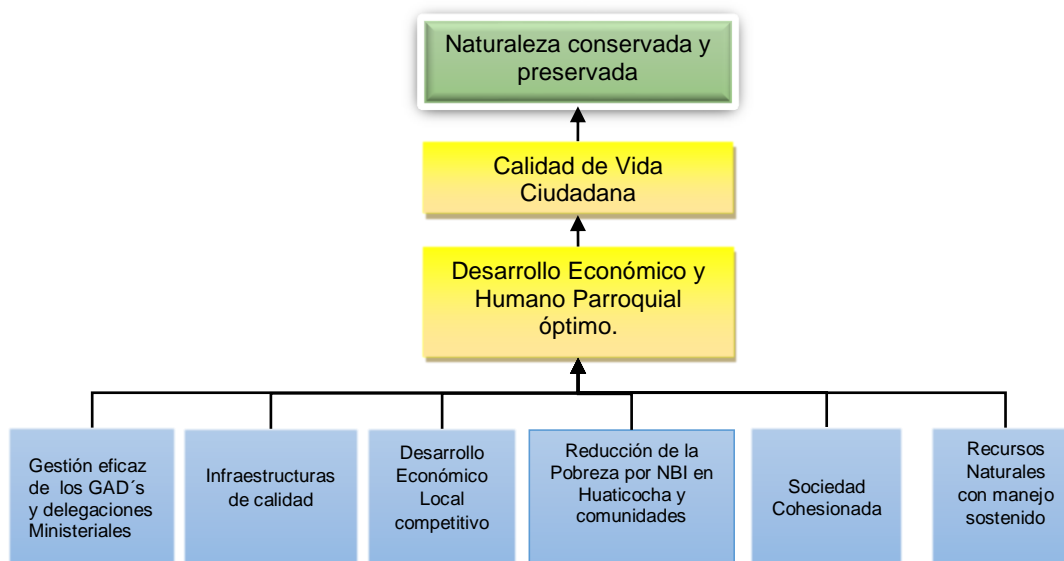 Naturaleza conservada y
preservada
Calidad de Vida
Ciudadana
Desarrollo Económico y
Humano Parroquial
óptimo.
Gestión eficaz
de  los GAD´s
y delegaciones
Ministeriales
Infraestructuras
de calidad
Desarrollo
Económico
Local
competitivo
Reducción de la
Pobreza por NBI en
Huaticocha y
comunidades
Sociedad
Cohesionada
Recursos
Naturales
con manejo
sostenido